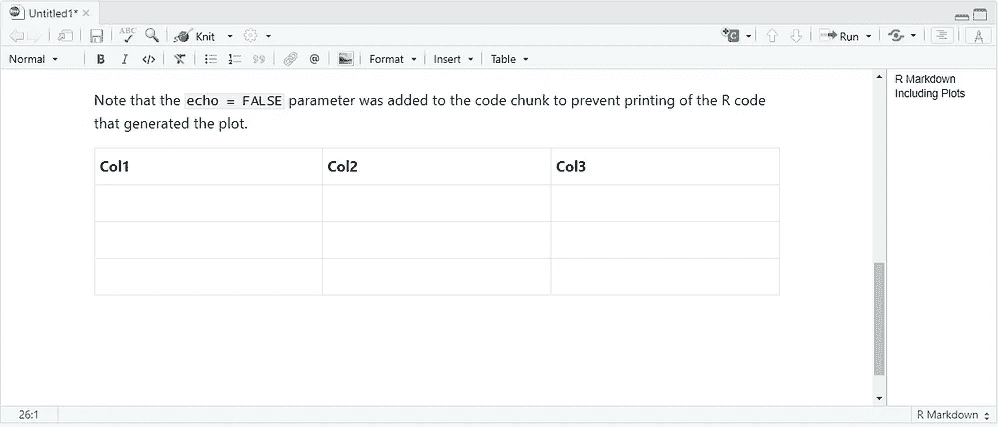 Untitled1*
ABC
Knit
Run
Normal
B I </> @ Format Insert Table
Note that the echo = FALSE parameter was added to the code chunk to prevent printing of the R code
that generated the plot.
Col1 Col2 Col3
R Markdown
Including Plots
26:1
R Markdown